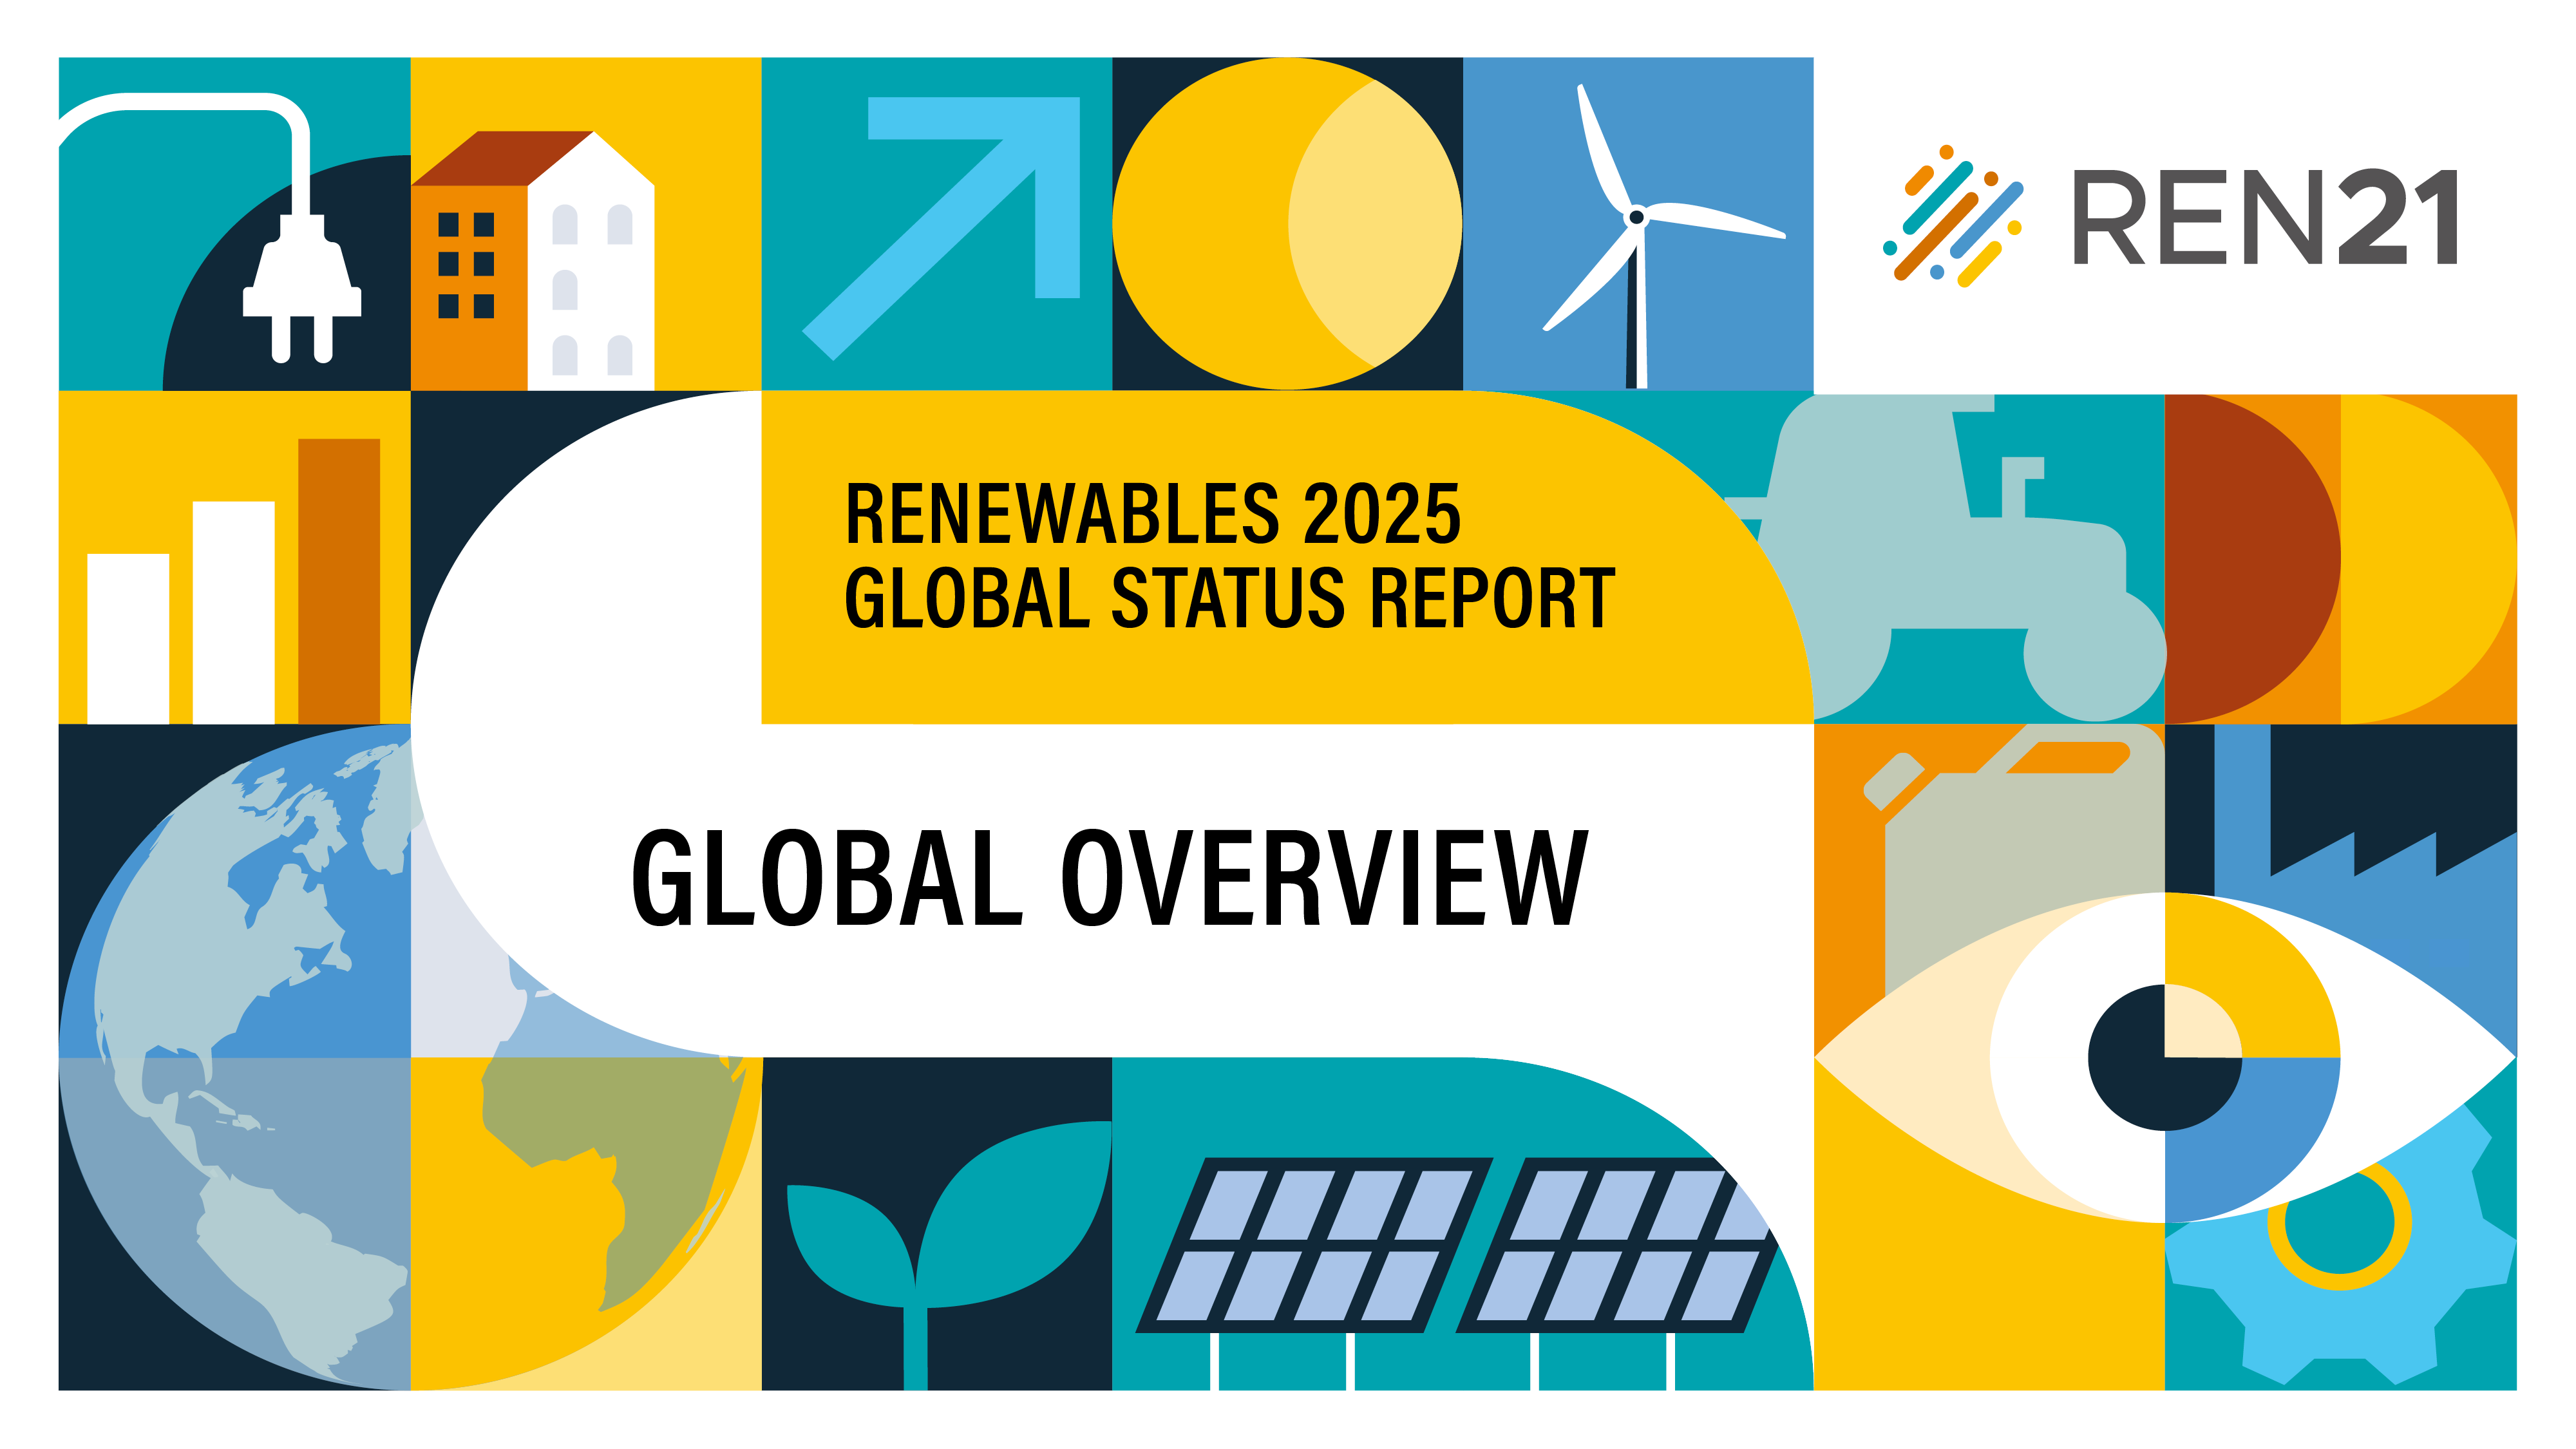 REN21
RENEWABLES 2025
GLOBAL STATUS REPORT
GLOBAL OVERVIEW